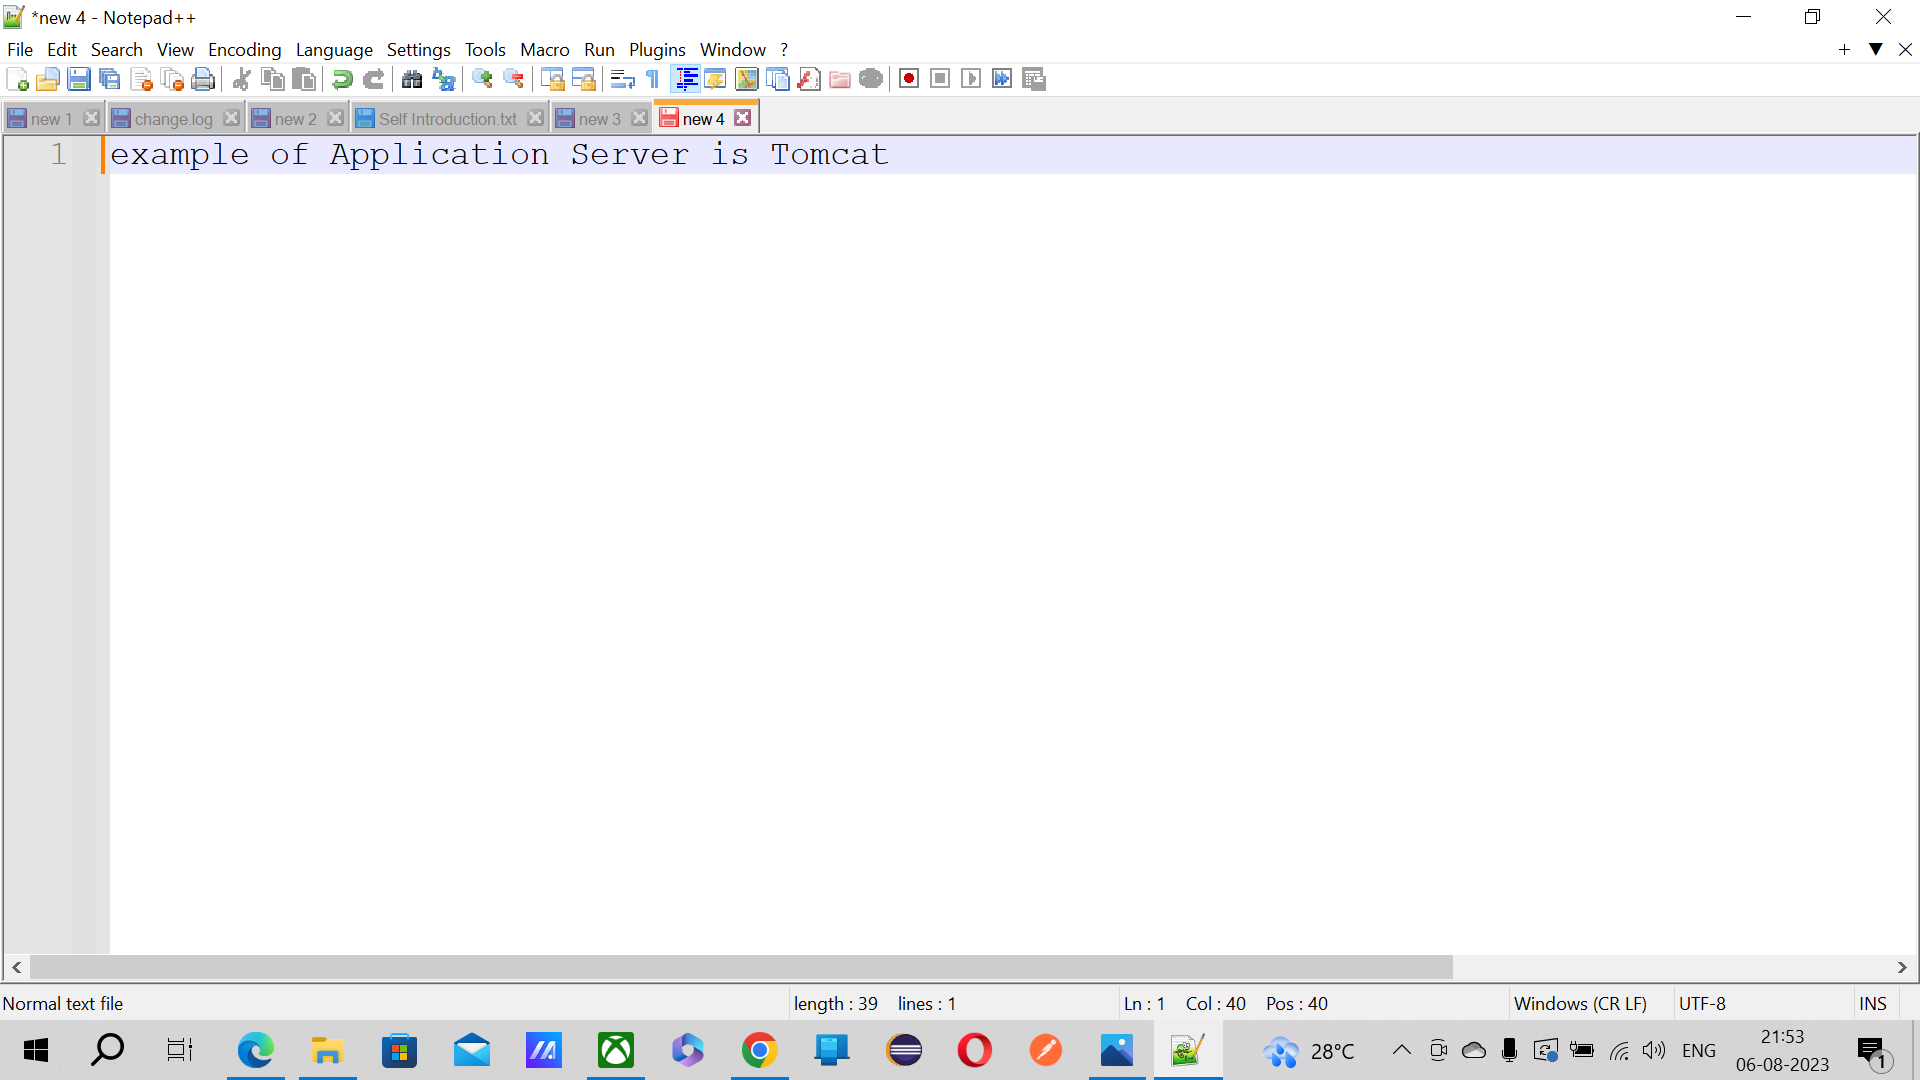 *new 4 - Notepad++
File Edit Search View Encoding Language Settings Tools Macro Run Plugins Window ?
new 1 change.log new 2 Self Introduction.txt new 3 new 4
1 example of Application Server is Tomcat
Normal text file length : 39 lines : 1 Ln : 1 Col : 40 Pos : 40 Windows (CR LF) UTF-8 INS
28°C ENG 21:53
06-08-2023 1